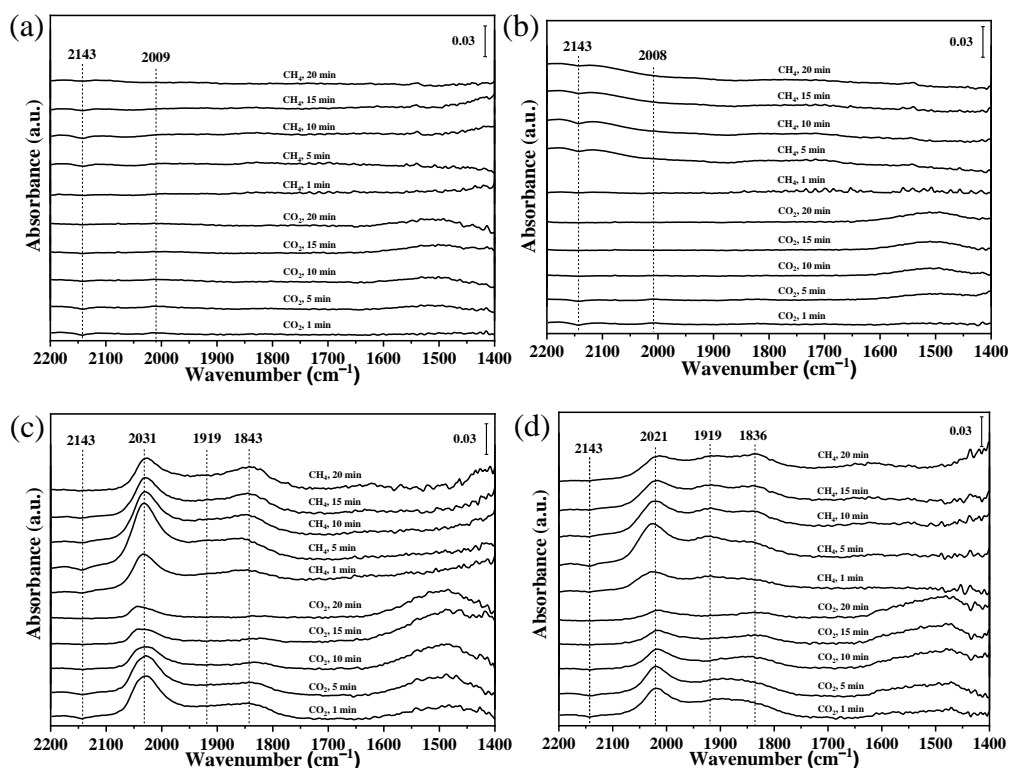 (a)
0.03
2143
2009
CH₄, 20 min
CH₄, 15 min
CH₄, 10 min
CH₄, 5 min
CH₄, 1 min
CO₂, 20 min
CO₂, 15 min
CO₂, 10 min
CO₂, 5 min
CO₂, 1 min
Absorbance (a.u.)
2200 2100 2000 1900 1800 1700 1600 1500 1400
Wavenumber (cm⁻¹)
(b)
0.03
2143
2008
CH₄, 20 min
CH₄, 15 min
CH₄, 10 min
CH₄, 5 min
CH₄, 1 min
CO₂, 20 min
CO₂, 15 min
CO₂, 10 min
CO₂, 5 min
CO₂, 1 min
Absorbance (a.u.)
2200 2100 2000 1900 1800 1700 1600 1500 1400
Wavenumber (cm⁻¹)
(c)
0.03
2143
2031
1919
1843
CH₄, 20 min
CH₄, 15 min
CH₄, 10 min
CH₄, 5 min
CH₄, 1 min
CO₂, 20 min
CO₂, 15 min
CO₂, 10 min
CO₂, 5 min
CO₂, 1 min
Absorbance (a.u.)
2200 2100 2000 1900 1800 1700 1600 1500 1400
Wavenumber (cm⁻¹)
(d)
0.03
2143
2021
1919
1836
CH₄, 20 min
CH₄, 15 min
CH₄, 10 min
CH₄, 5 min
CH₄, 1 min
CO₂, 20 min
CO₂, 15 min
CO₂, 10 min
CO₂, 5 min
CO₂, 1 min
Absorbance (a.u.)
2200 2100 2000 1900 1800 1700 1600 1500 1400
Wavenumber (cm⁻¹)